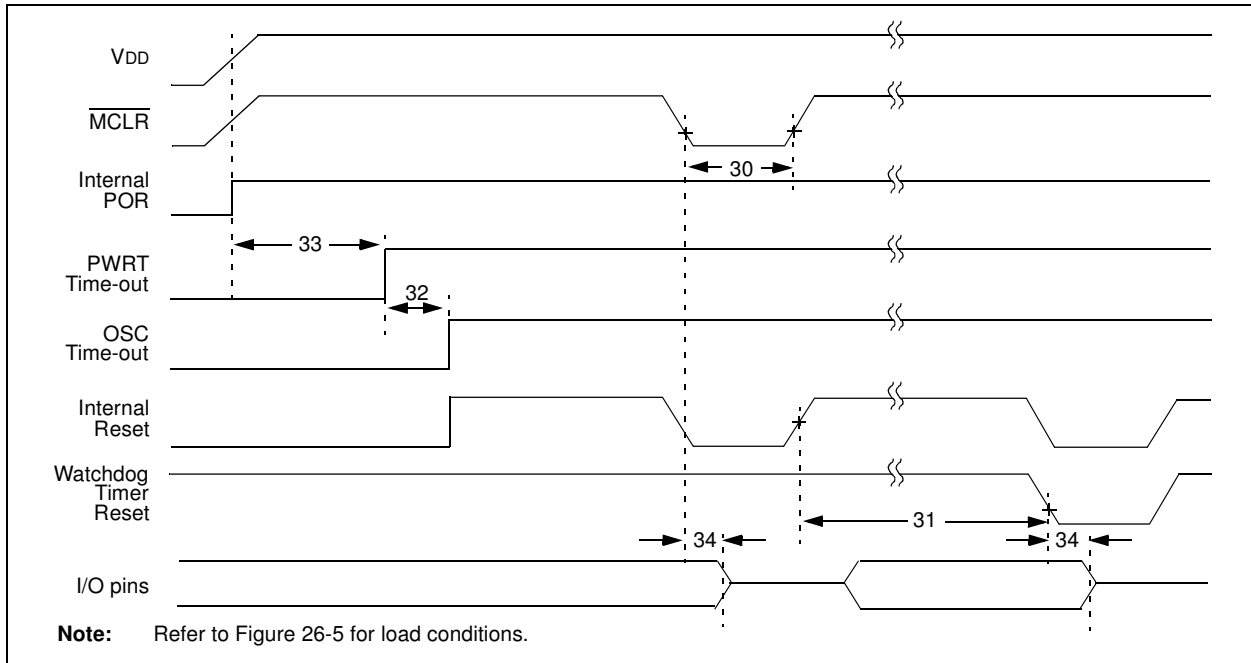 VDD
MCLR
30
Internal
POR
33
PWRT
Time-out
32
OSC
Time-out
Internal
Reset
Watchdog
Timer
Reset
31
34
34
I/O pins
Note: Refer to Figure 26-5 for load conditions.